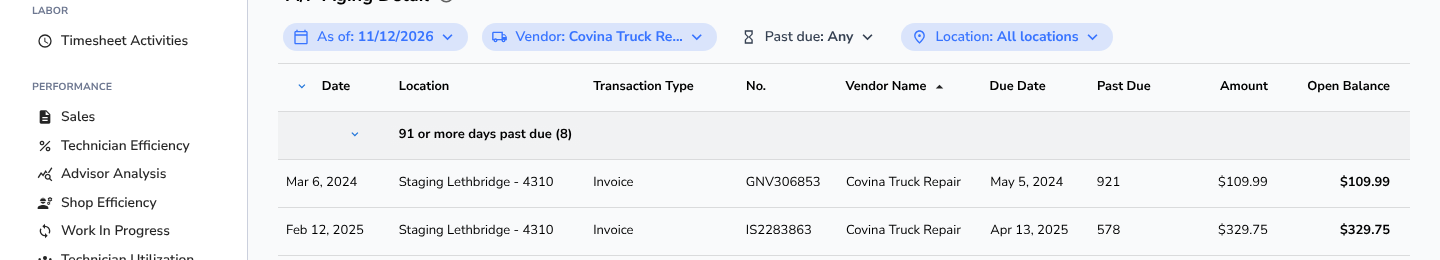 LABOR
Timesheet Activities
PERFORMANCE
Sales
Technician Efficiency
Advisor Analysis
Shop Efficiency
Work In Progress
Technician Utilization
A/P Aging Detail
As of: 11/12/2026 Vendor: Covina Truck Re... Past due: Any Location: All locations
Date Location Transaction Type No. Vendor Name Due Date Past Due Amount Open Balance
91 or more days past due (8)
Mar 6, 2024 Staging Lethbridge - 4310 Invoice GNV306853 Covina Truck Repair May 5, 2024 921 $109.99 $109.99
Feb 12, 2025 Staging Lethbridge - 4310 Invoice IS2283863 Covina Truck Repair Apr 13, 2025 578 $329.75 $329.75